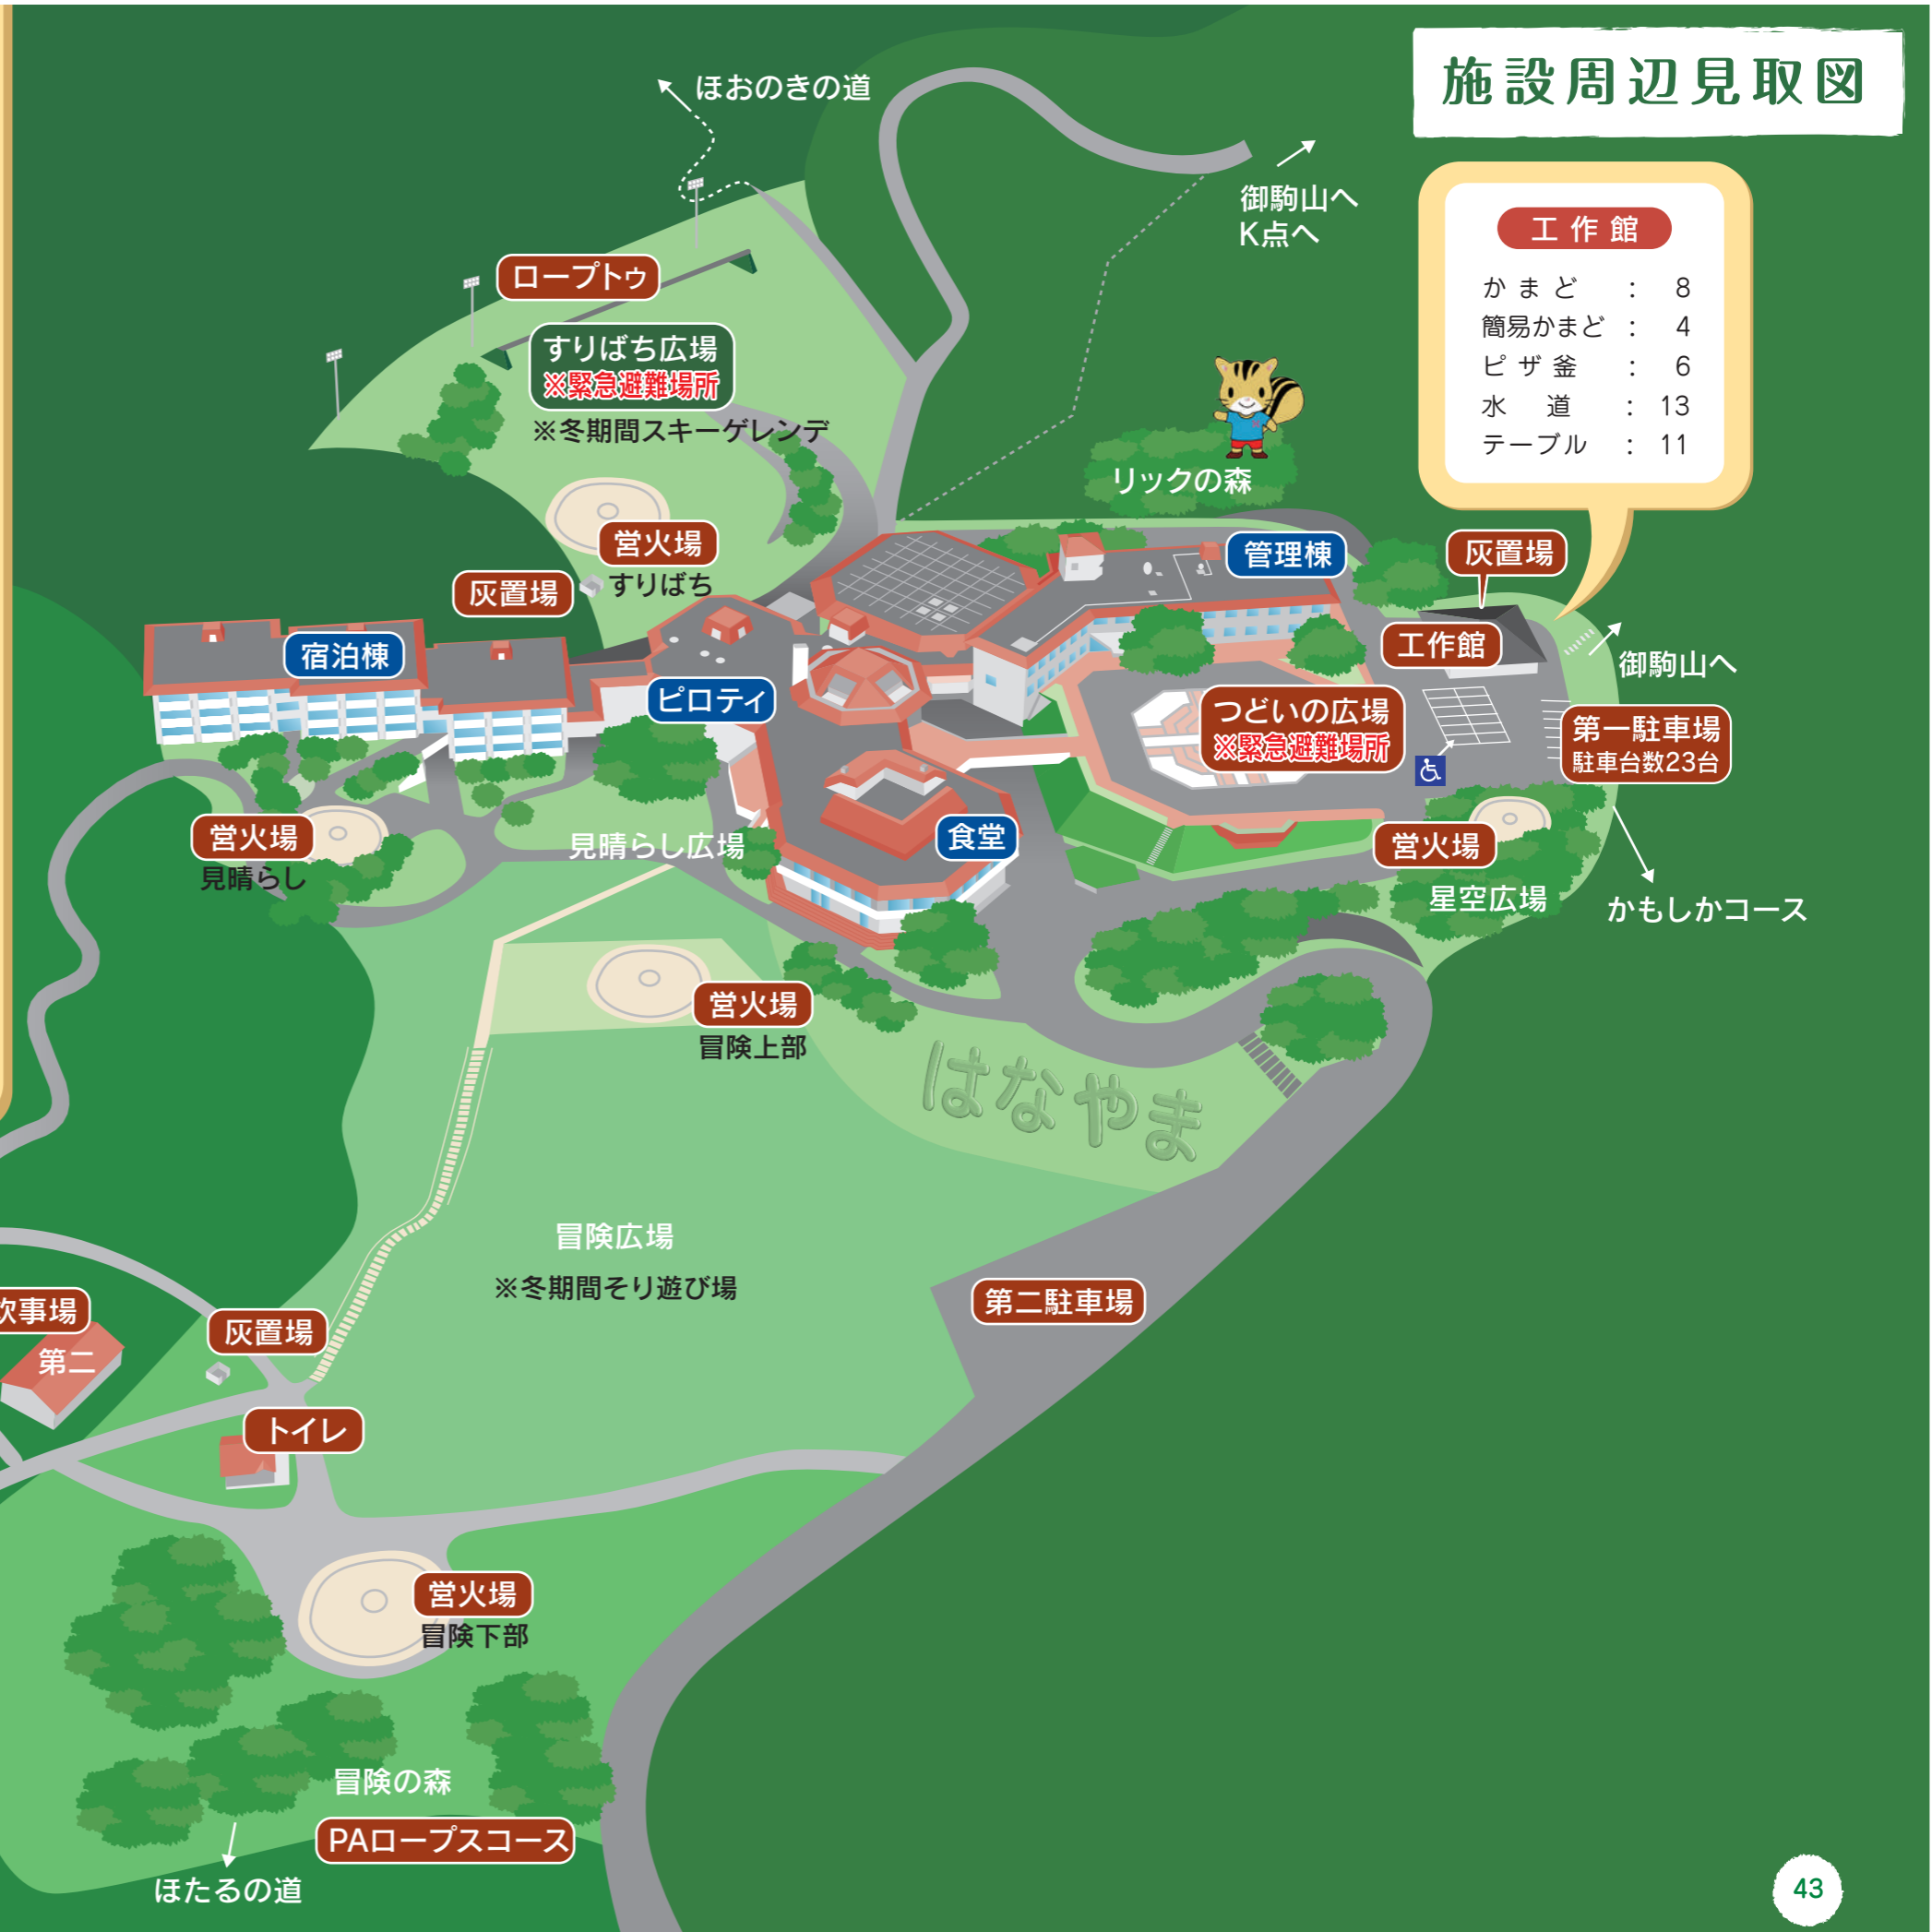 施設周辺見取図
ほおのきの道
御駒山へ
K点へ
工作館
かまど : 8
簡易かまど : 4
ピザ釜 : 6
水道 : 13
テーブル : 11
ロープトゥ
すりばち広場
※緊急避難場所
※冬期間スキーゲレンデ
リックの森
営火場
すりばち
灰置場
管理棟
灰置場
宿泊棟
工作館
御駒山へ
ピロティ
つどいの広場
※緊急避難場所
第一駐車場
駐車台数23台
営火場
見晴らし
見晴らし広場
食堂
営火場
星空広場
かもしかコース
営火場
冒険上部
はなやま
冒険広場
※冬期間そり遊び場
第二駐車場
炊事場
第二
灰置場
トイレ
営火場
冒険下部
冒険の森
PAロープスコース
ほたるの道
43